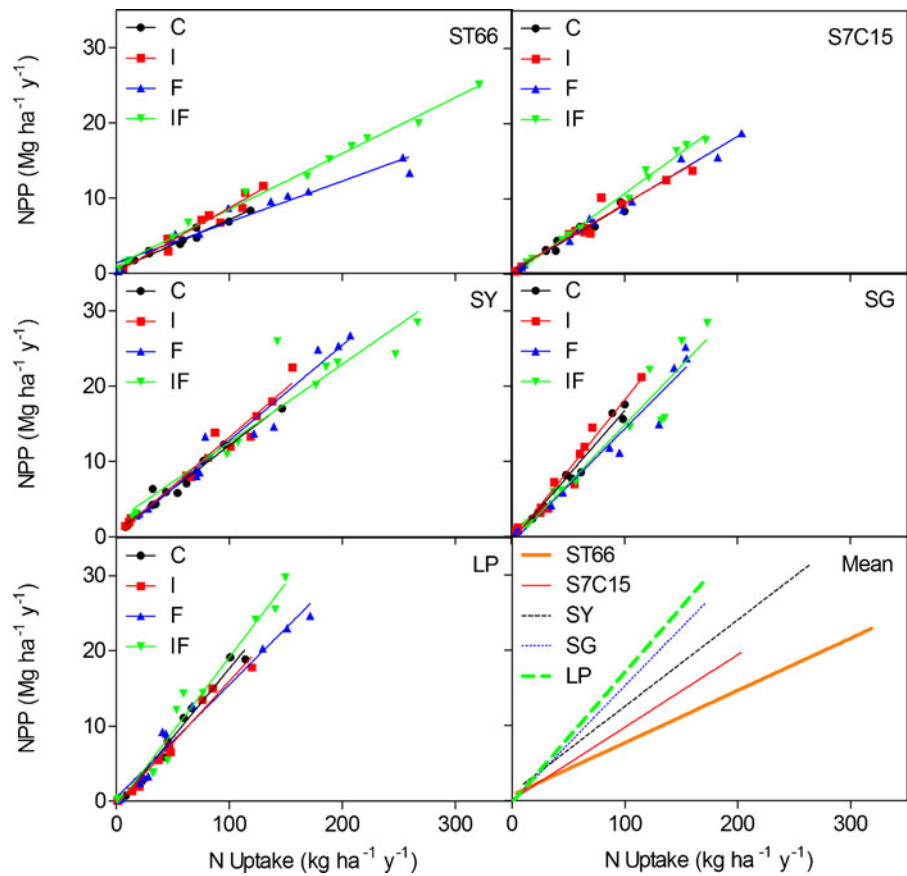 ST66
C
I
F
IF
30
20
10
0
NPP (Mg ha⁻¹ y⁻¹)
S7C15
C
I
F
IF
SY
C
I
F
IF
30
20
10
0
NPP (Mg ha⁻¹ y⁻¹)
SG
C
I
F
IF
LP
C
I
F
IF
30
20
10
0
NPP (Mg ha⁻¹ y⁻¹)
0 100 200 300
N Uptake (kg ha⁻¹ y⁻¹)
Mean
ST66
S7C15
SY
SG
LP
0 100 200 300
N Uptake (kg ha⁻¹ y⁻¹)